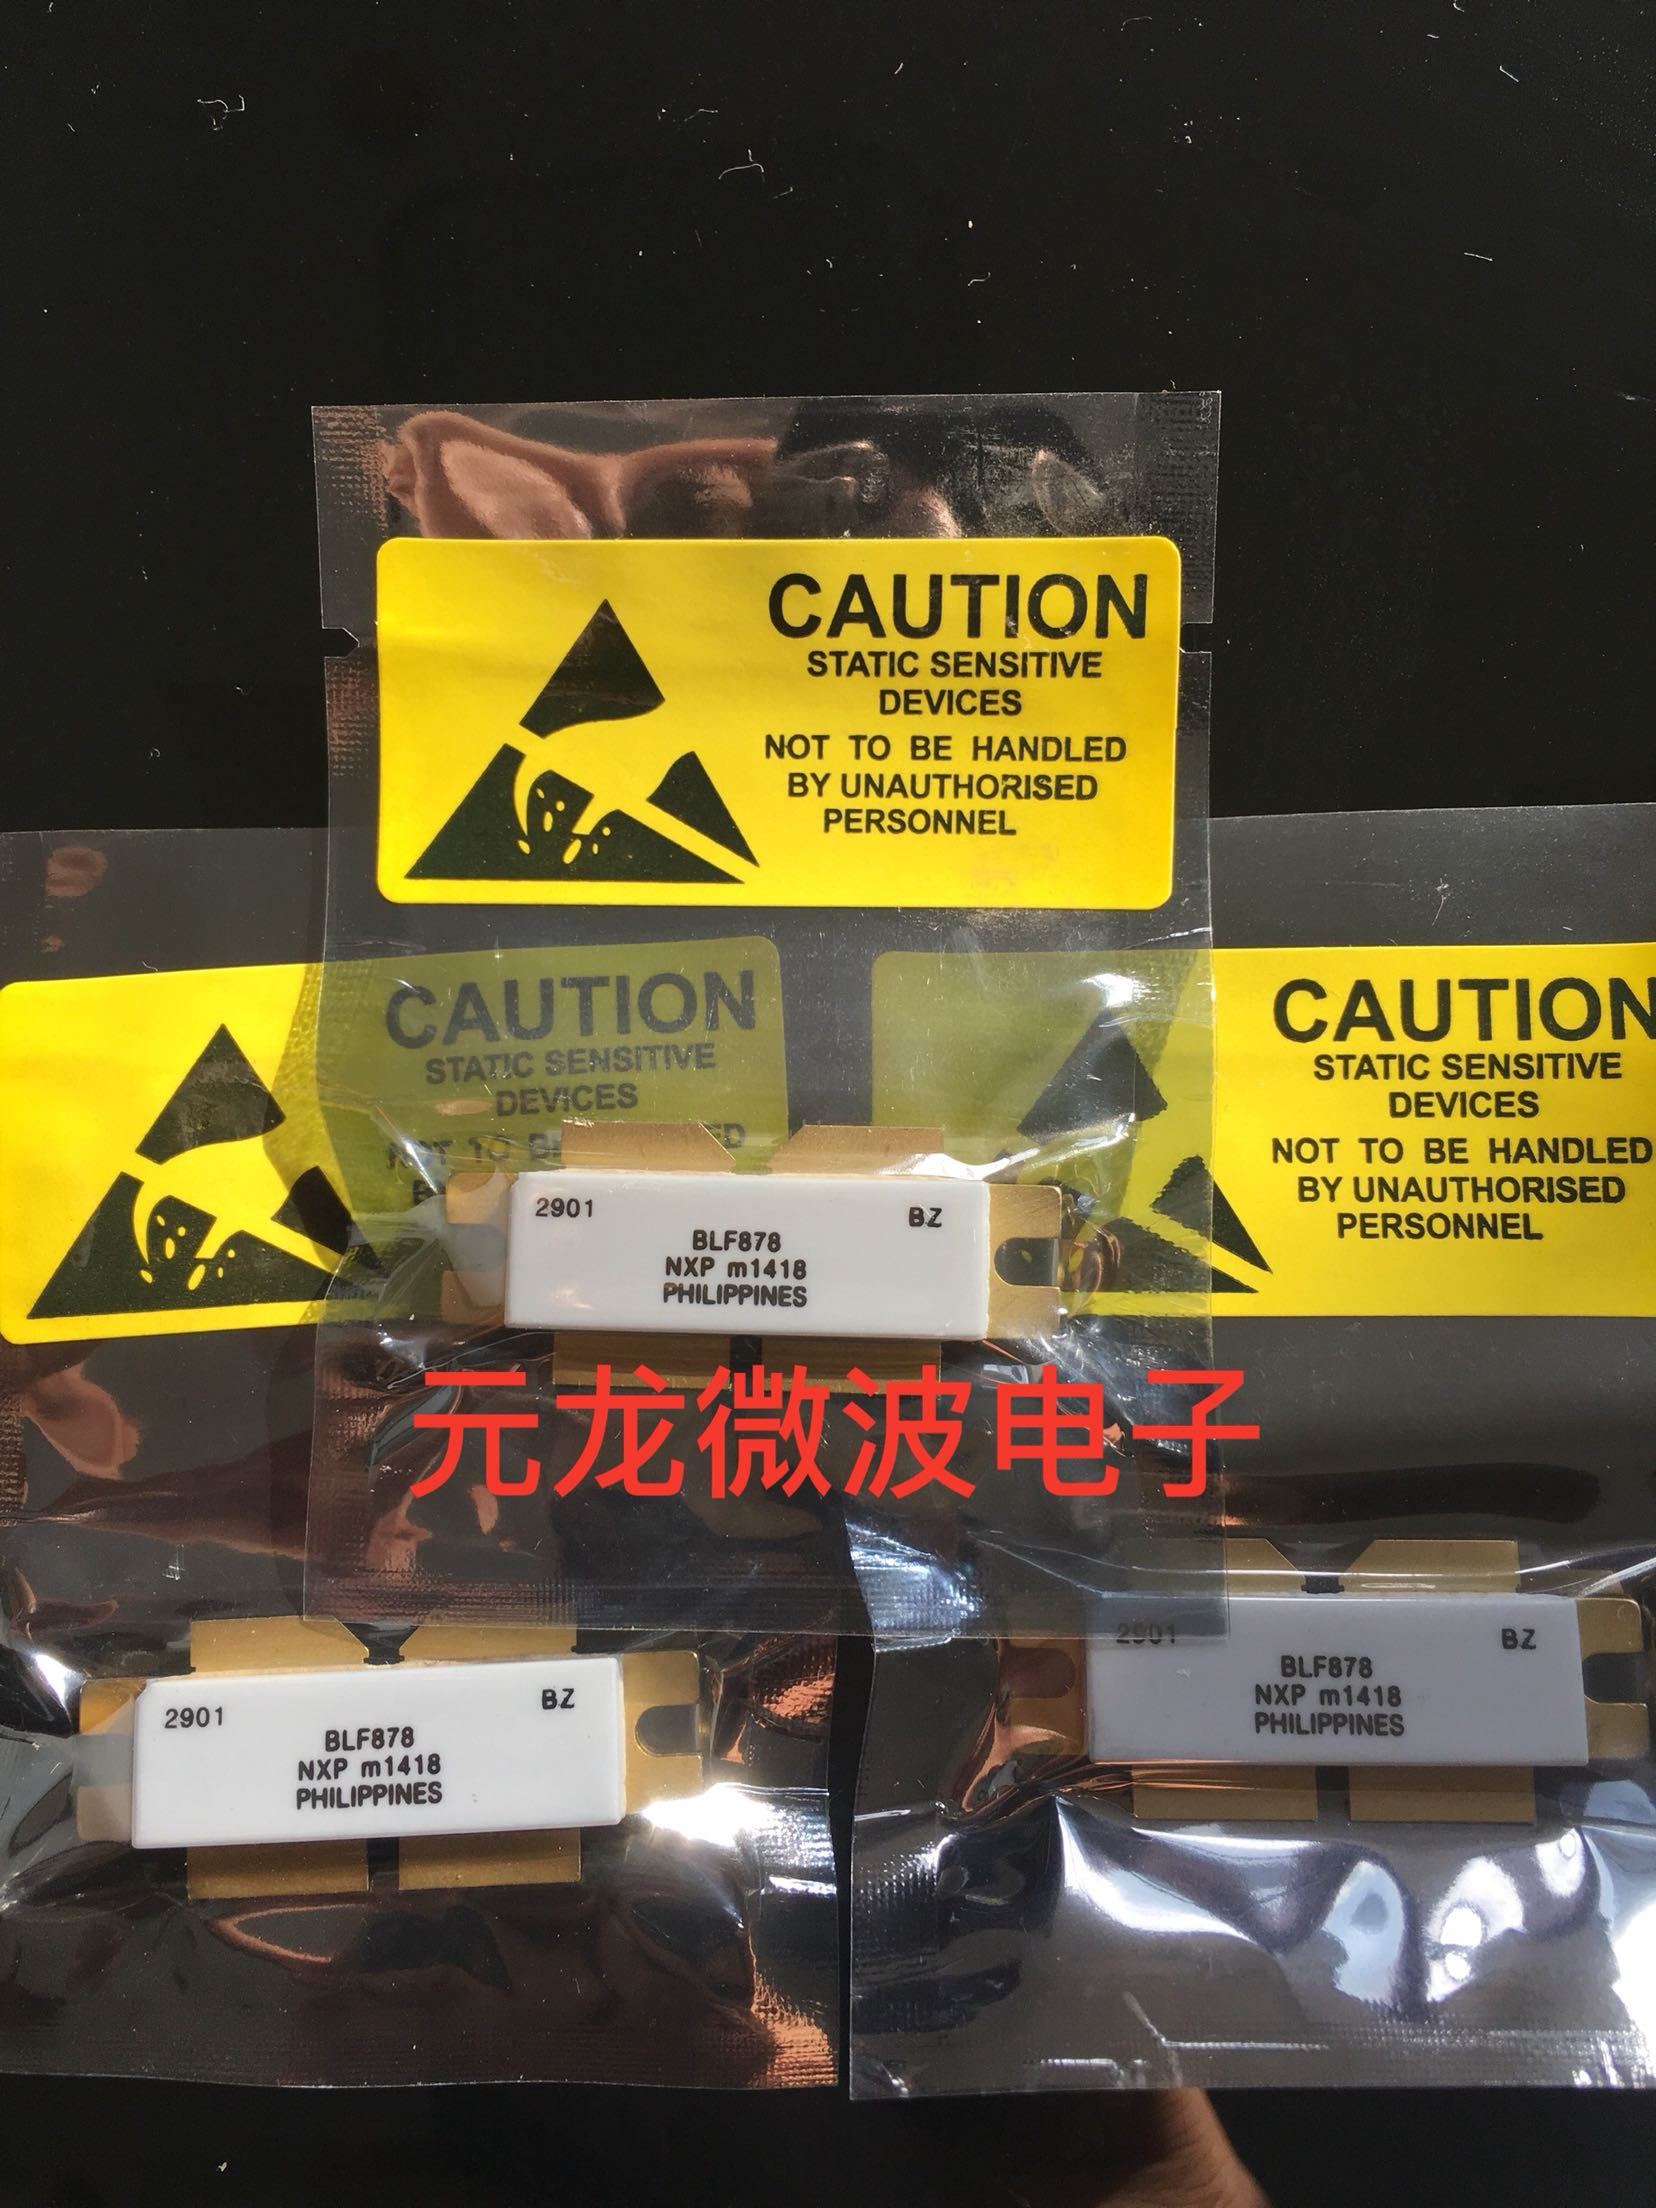 CAUTION
STATIC SENSITIVE
DEVICES
NOT TO BE HANDLED
BY UNAUTHORISED
PERSONNEL
CAUTION
STATIC SENSITIVE
DEVICES
NOT TO
CAUTION
STATIC SENSITIVE
DEVICES
NOT TO BE HANDLED
BY UNAUTHORISED
PERSONNEL
2901 BZ
BLF878
NXP m1418
PHILIPPINES
元龙微波电子
2901 BZ
BLF878
NXP m1418
PHILIPPINES
2901 BZ
BLF878
NXP m1418
PHILIPPINES